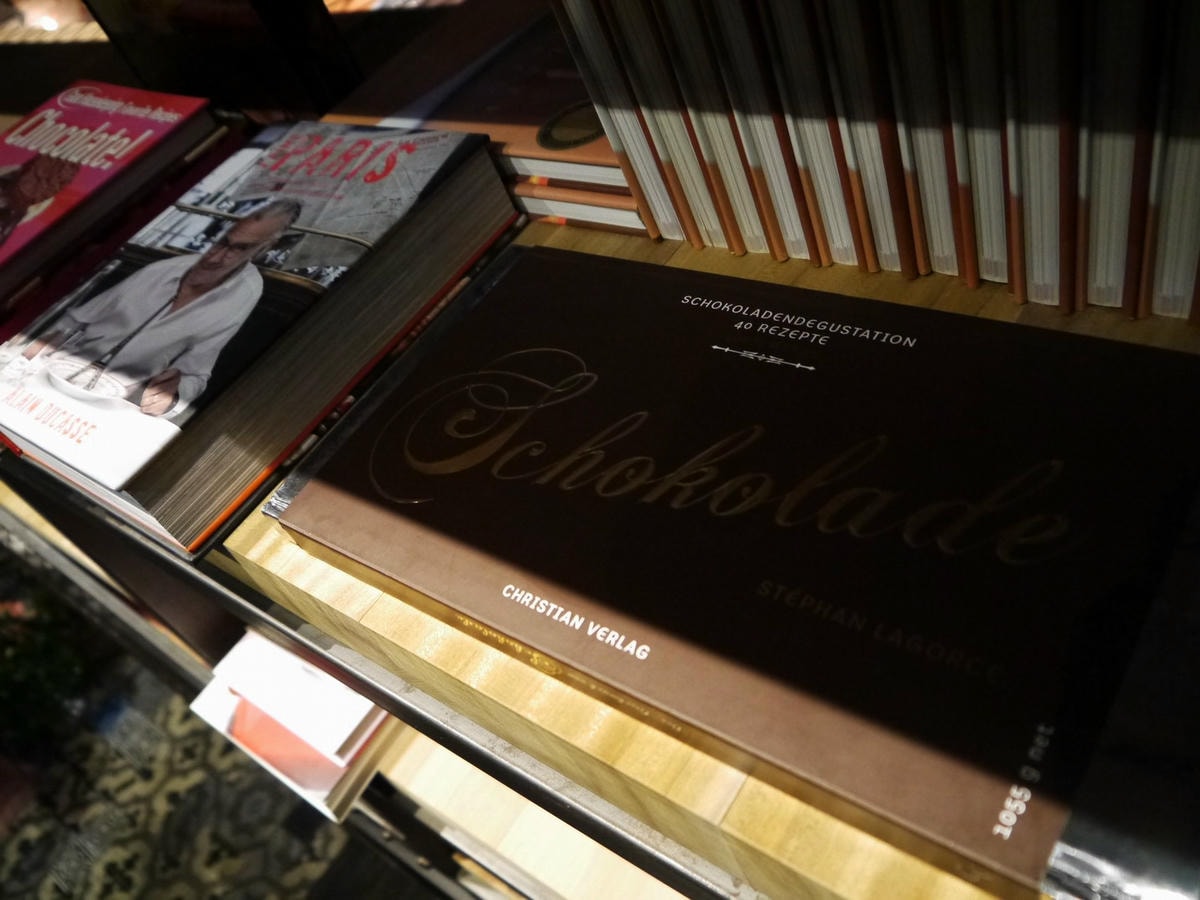 Chocolate!
PARIS
ALAIN DUCASSE
SCHOKOLADENDEGUSTATION
40 REZEPTE
Schokolade
STÉPHAN LAGORCE
CHRISTIAN VERLAG
1055 g net